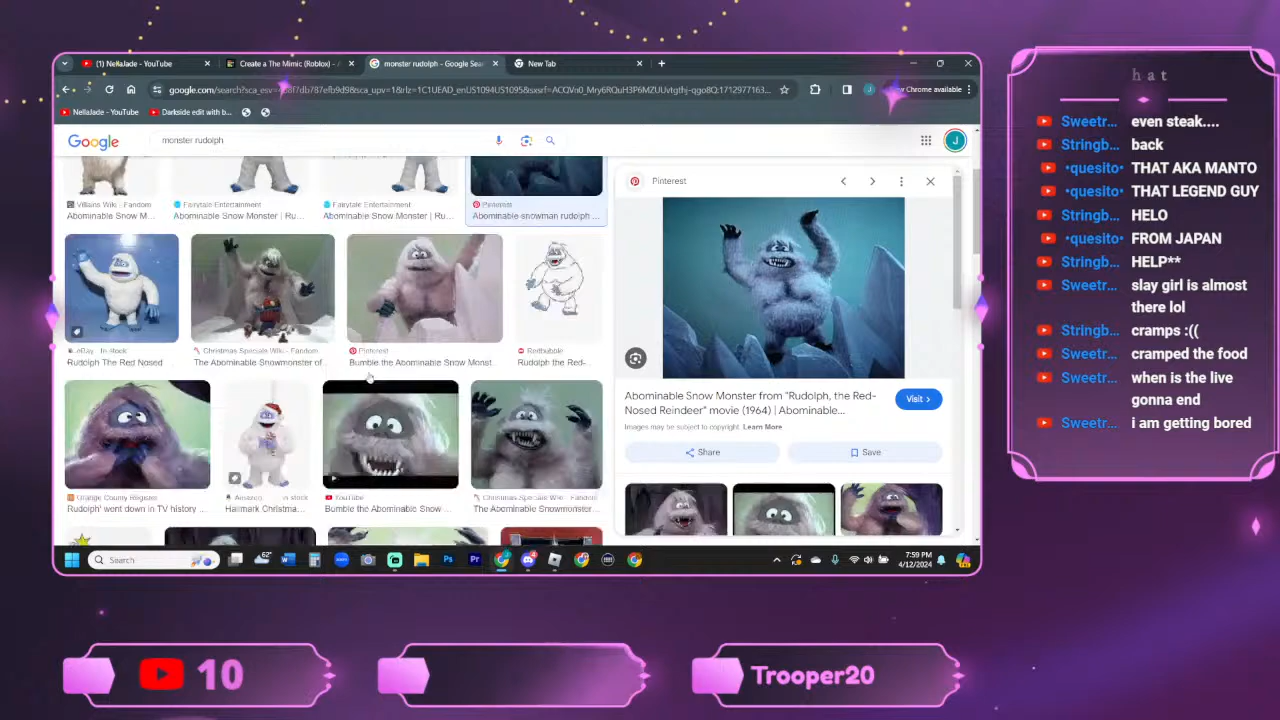 (1) NellaJade - YouTube
Create a The Mimic (Roblox) - A
monster rudolph - Google Sea
New Tab
NellaJade - YouTube
Darkside edit with b...
Chrome available
Google
monster rudolph
Villains Wiki - Fandom
Abominable Snow M...
Fairytale Entertainment
Abominable Snow Monster | Ru...
Fairytale Entertainment
Abominable Snow Monster | Ru...
Pinterest
Abominable-snowman rudolph ...
eBay · In stock
Rudolph The Red Nosed
Christmas Specials Wiki - Fandom
The Abominable Snowmonster of
Pinterest
Bumble the Abominable Snow Monst
Redbubble
Rudolph the Red-
Orange County Register
'Rudolph' went down in TV history ...
Amazon
in stock
Hallmark Christma...
YouTube
Bumble the Abominable Snow ...
Christmas Specials Wiki - Fandom
The Abominable Snowmonster...
Pinterest
Abominable Snow Monster from "Rudolph, the Red-
Nosed Reindeer" movie (1964) | Abominable...
Visit
Images may be subject to copyright. Learn More
Share
Save
Search
62°
7:59 PM
4/12/2024
hat
Sweetr... even steak....
Stringb... back
•quesito• THAT AKA MANTO
•quesito• THAT LEGEND GUY
Stringb... HELO
•quesito• FROM JAPAN
Stringb... HELP**
Sweetr... slay girl is almost
there lol
Stringb... cramps :((
Sweetr... cramped the food
Sweetr... when is the live
gonna end
Sweetr... i am getting bored
10
Trooper20